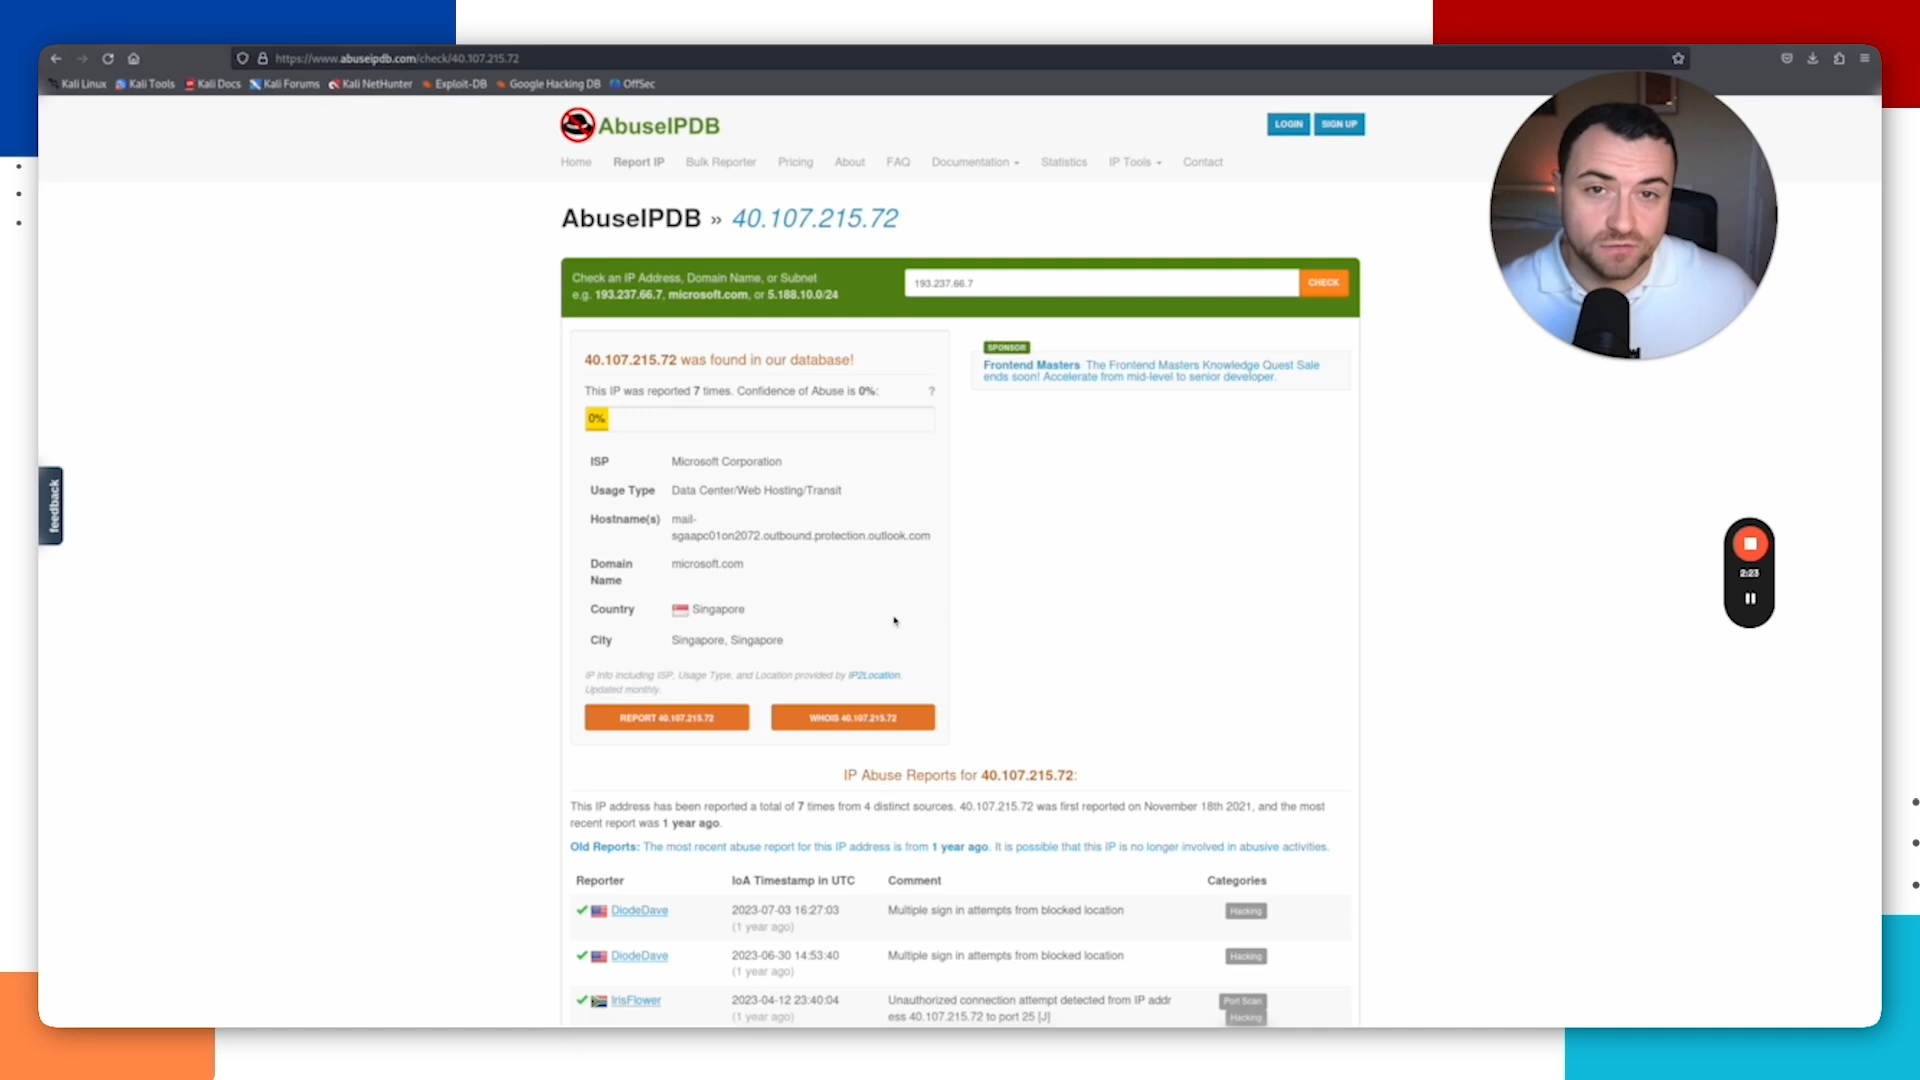 https://www.abuseipdb.com/check/40.107.215.72
Kali Linux Kali Tools Kali Docs Kali Forums Kali NetHunter Exploit-DB Google Hacking DB OffSec
AbuseIPDB
LOGIN SIGN UP
Home Report IP Bulk Reporter Pricing About FAQ Documentation Statistics IP Tools Contact
AbuseIPDB » 40.107.215.72
Check an IP Address, Domain Name, or Subnet
e.g. 193.237.66.7, microsoft.com, or 5.188.10.0/24
193.237.66.7
CHECK
40.107.215.72 was found in our database!
This IP was reported 7 times. Confidence of Abuse is 0%: ?
0%
ISP Microsoft Corporation
Usage Type Data Center/Web Hosting/Transit
Hostname(s) mail-
sgaapc01on2072.outbound.protection.outlook.com
Domain
Name microsoft.com
Country Singapore
City Singapore, Singapore
IP info including ISP, Usage Type, and Location provided by IP2Location.
Updated monthly.
REPORT 40.107.215.72 WHOIS 40.107.215.72
SPONSOR
Frontend Masters The Frontend Masters Knowledge Quest Sale
ends soon! Accelerate from mid-level to senior developer.
feedback
2:23
IP Abuse Reports for 40.107.215.72:
This IP address has been reported a total of 7 times from 4 distinct sources. 40.107.215.72 was first reported on November 18th 2021, and the most
recent report was 1 year ago.
Old Reports: The most recent abuse report for this IP address is from 1 year ago. It is possible that this IP is no longer involved in abusive activities.
Reporter IoA Timestamp in UTC Comment Categories
DiodeDave 2023-07-03 16:27:03 Multiple sign in attempts from blocked location Hacking
(1 year ago)
DiodeDave 2023-06-30 14:53:40 Multiple sign in attempts from blocked location Hacking
(1 year ago)
IrisFlower 2023-04-12 23:40:04 Unauthorized connection attempt detected from IP addr Port Scan
(1 year ago) ess 40.107.215.72 to port 25 [J] Hacking